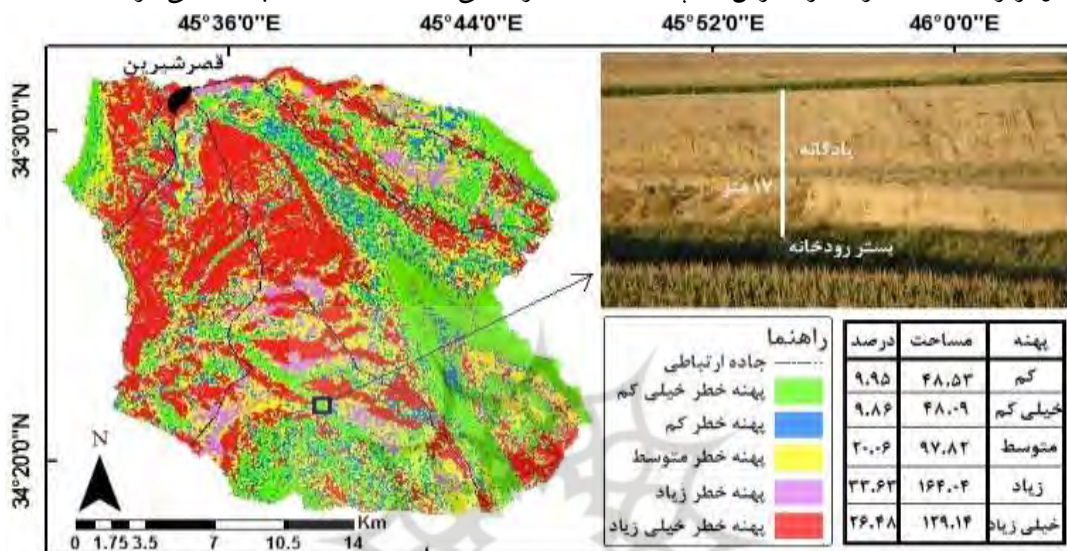 45°36'0"E 45°44'0"E 45°52'0"E 46°0'0"E
قصرشیرین
34°30'0"N
34°20'0"N
N
Km
0 1.75 3.5 7 10.5 14
پادگانه
۱۷ متر
بستر رودخانه
راهنما
جاده ارتباطی
پهنه خطر خیلی کم
پهنه خطر کم
پهنه خطر متوسط
پهنه خطر زیاد
پهنه خطر خیلی زیاد
پهنه مساحت درصد
کم ۴۸.۵۳ ۹.۹۵
خیلی کم ۴۸.۰۹ ۹.۸۶
متوسط ۹۷.۸۲ ۲۰.۰۶
زیاد ۱۶۴.۰۴ ۳۳.۶۳
خیلی زیاد ۱۲۹.۱۴ ۲۶.۴۸